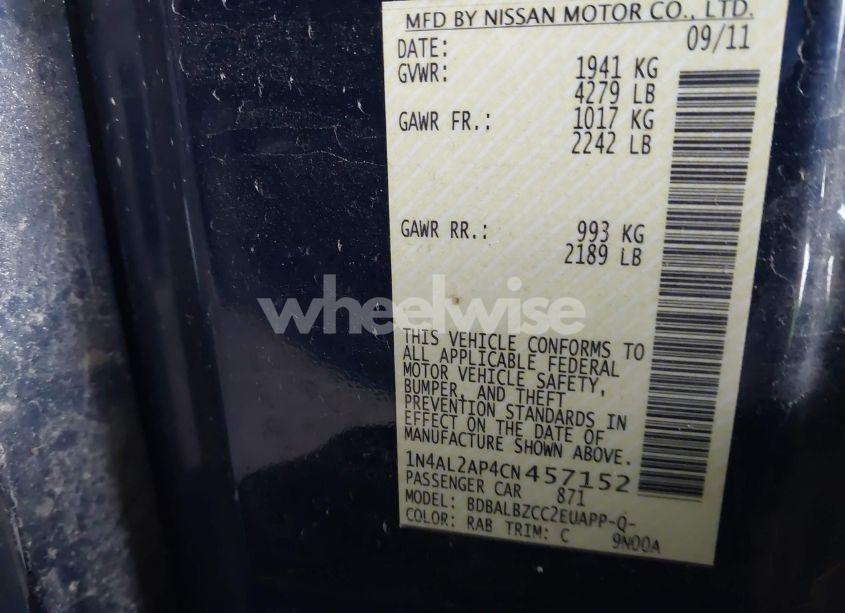 MFD BY NISSAN MOTOR CO., LTD.
DATE: 09/11
GVWR: 1941 KG
4279 LB
GAWR FR.: 1017 KG
2242 LB
GAWR RR.: 993 KG
2189 LB
wheelwise
THIS VEHICLE CONFORMS TO
ALL APPLICABLE FEDERAL
MOTOR VEHICLE SAFETY,
BUMPER, AND THEFT
PREVENTION STANDARDS IN
EFFECT ON THE DATE OF
MANUFACTURE SHOWN ABOVE.
1N4AL2AP4CN457152
PASSENGER CAR 871
MODEL: BDBALBZCC2EUAPP-Q-
COLOR: RAB TRIM: C 9N00A